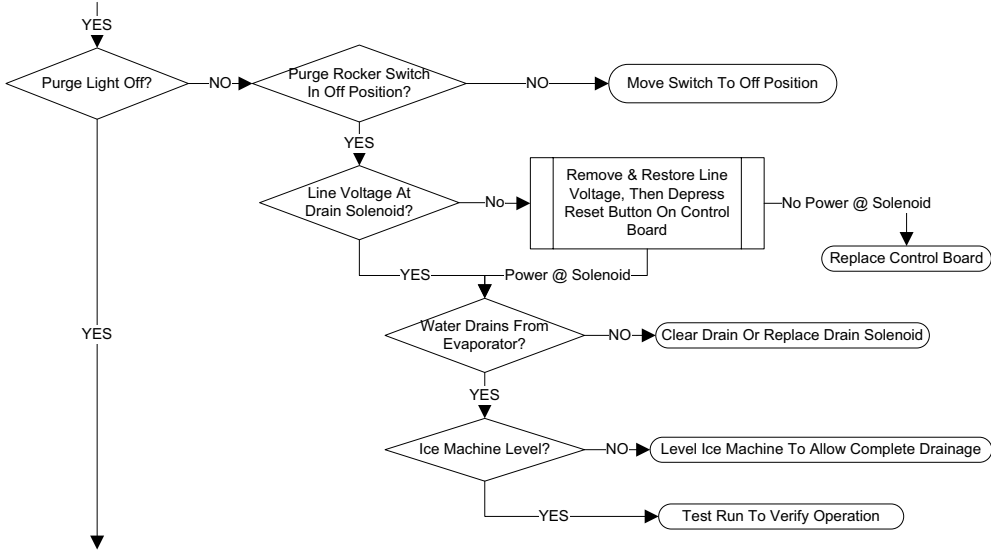 YES
Purge Light Off?
NO
Purge Rocker Switch
In Off Position?
NO
Move Switch To Off Position
YES
Line Voltage At
Drain Solenoid?
No
Remove & Restore Line
Voltage, Then Depress
Reset Button On Control
Board
No Power @ Solenoid
Replace Control Board
YES
Power @ Solenoid
YES
Water Drains From
Evaporator?
NO
Clear Drain Or Replace Drain Solenoid
YES
Ice Machine Level?
NO
Level Ice Machine To Allow Complete Drainage
YES
Test Run To Verify Operation